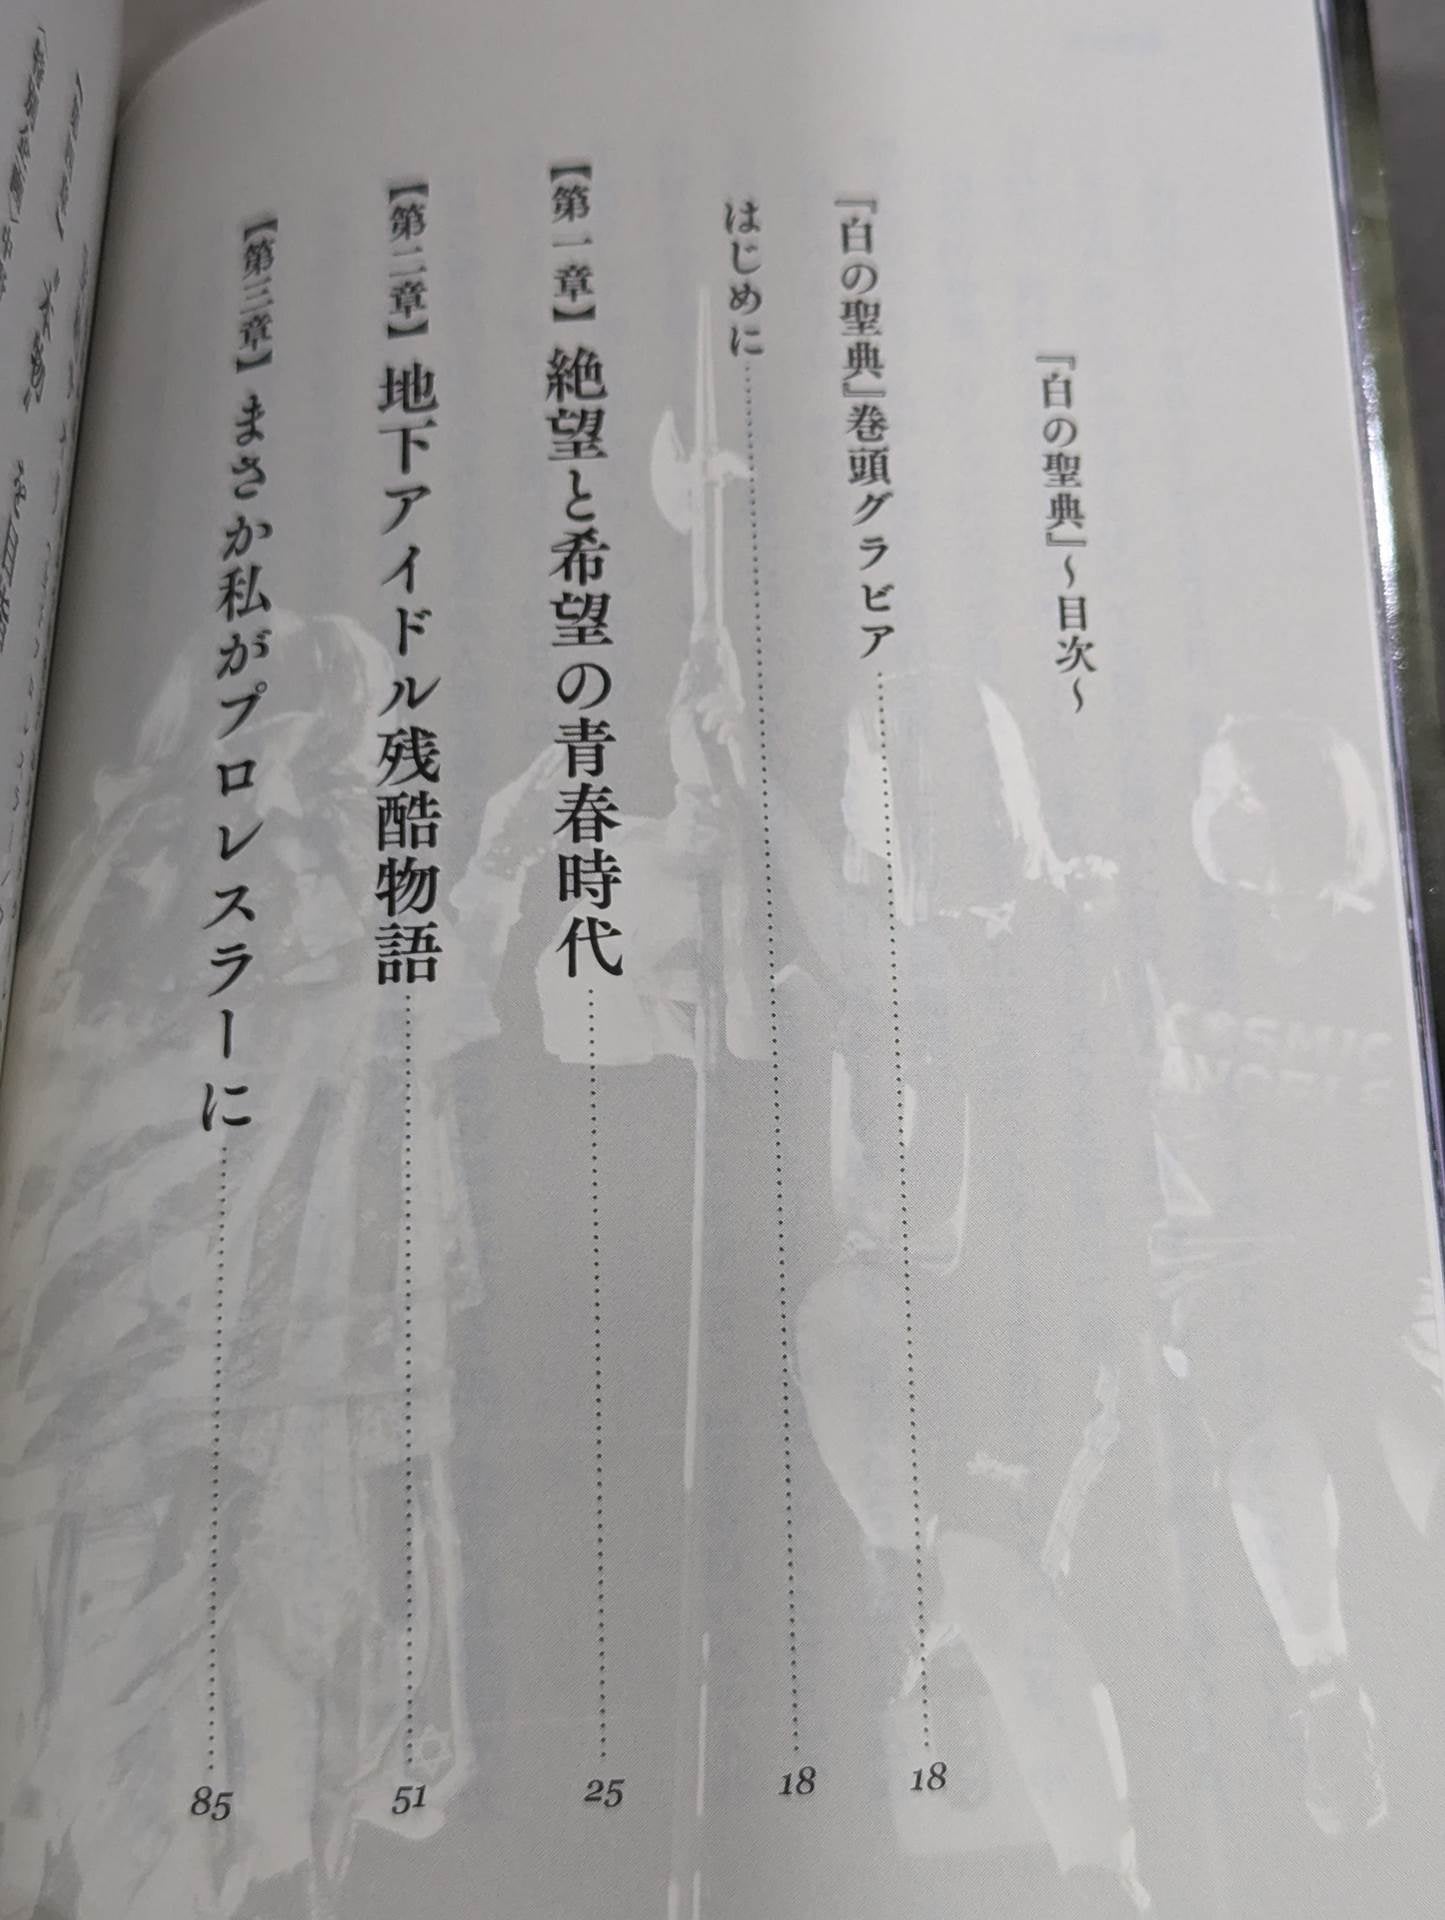 『白の聖典』〜目次〜
『白の聖典』巻頭グラビア 18
はじめに 18
【第一章】絶望と希望の青春時代 25
【第二章】地下アイドル残酷物語 51
【第三章】まさか私がプロレスラーに 85